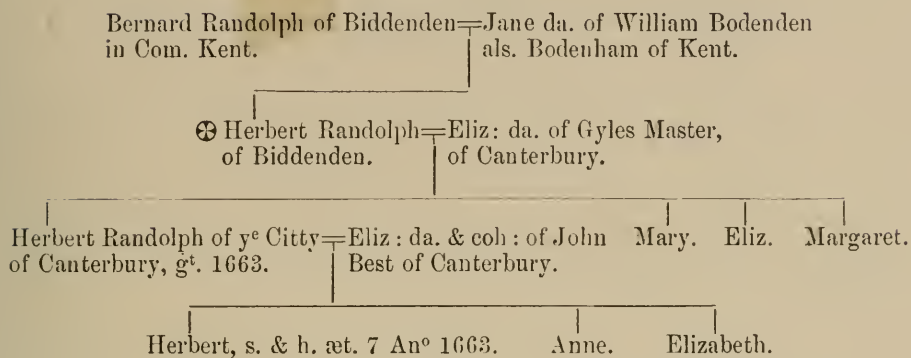 Bernard Randolph of Biddenden=Jane da. of William Bodenden
in Com. Kent. als. Bodenham of Kent.
⊕ Herbert Randolph=Eliz: da. of Gyles Master,
of Biddenden. of Canterbury.
Herbert Randolph of yᵉ Citty=Eliz: da. & coh: of John Mary. Eliz. Margaret.
of Canterbury, gᵗ. 1663. Best of Canterbury.
Herbert, s. & h. æt. 7 Anº 1663. Anne. Elizabeth.